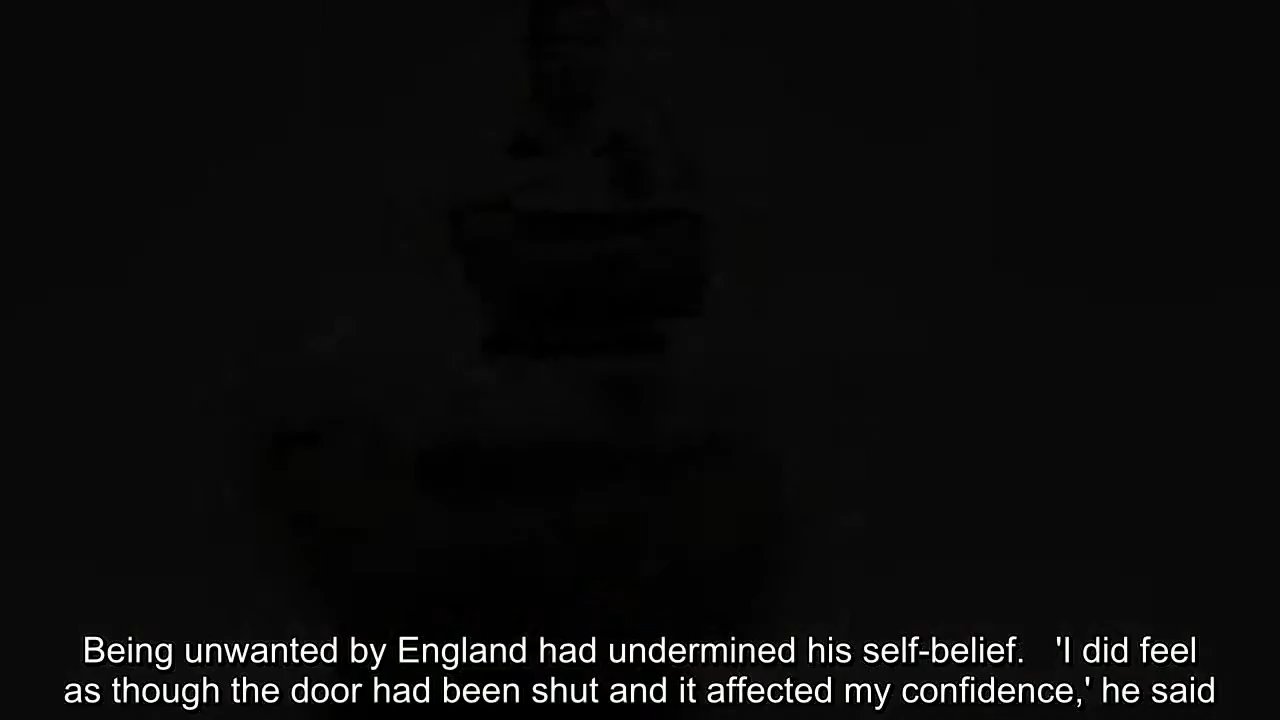 Being unwanted by England had undermined his self-belief.   'I did feel
as though the door had been shut and it affected my confidence,' he said